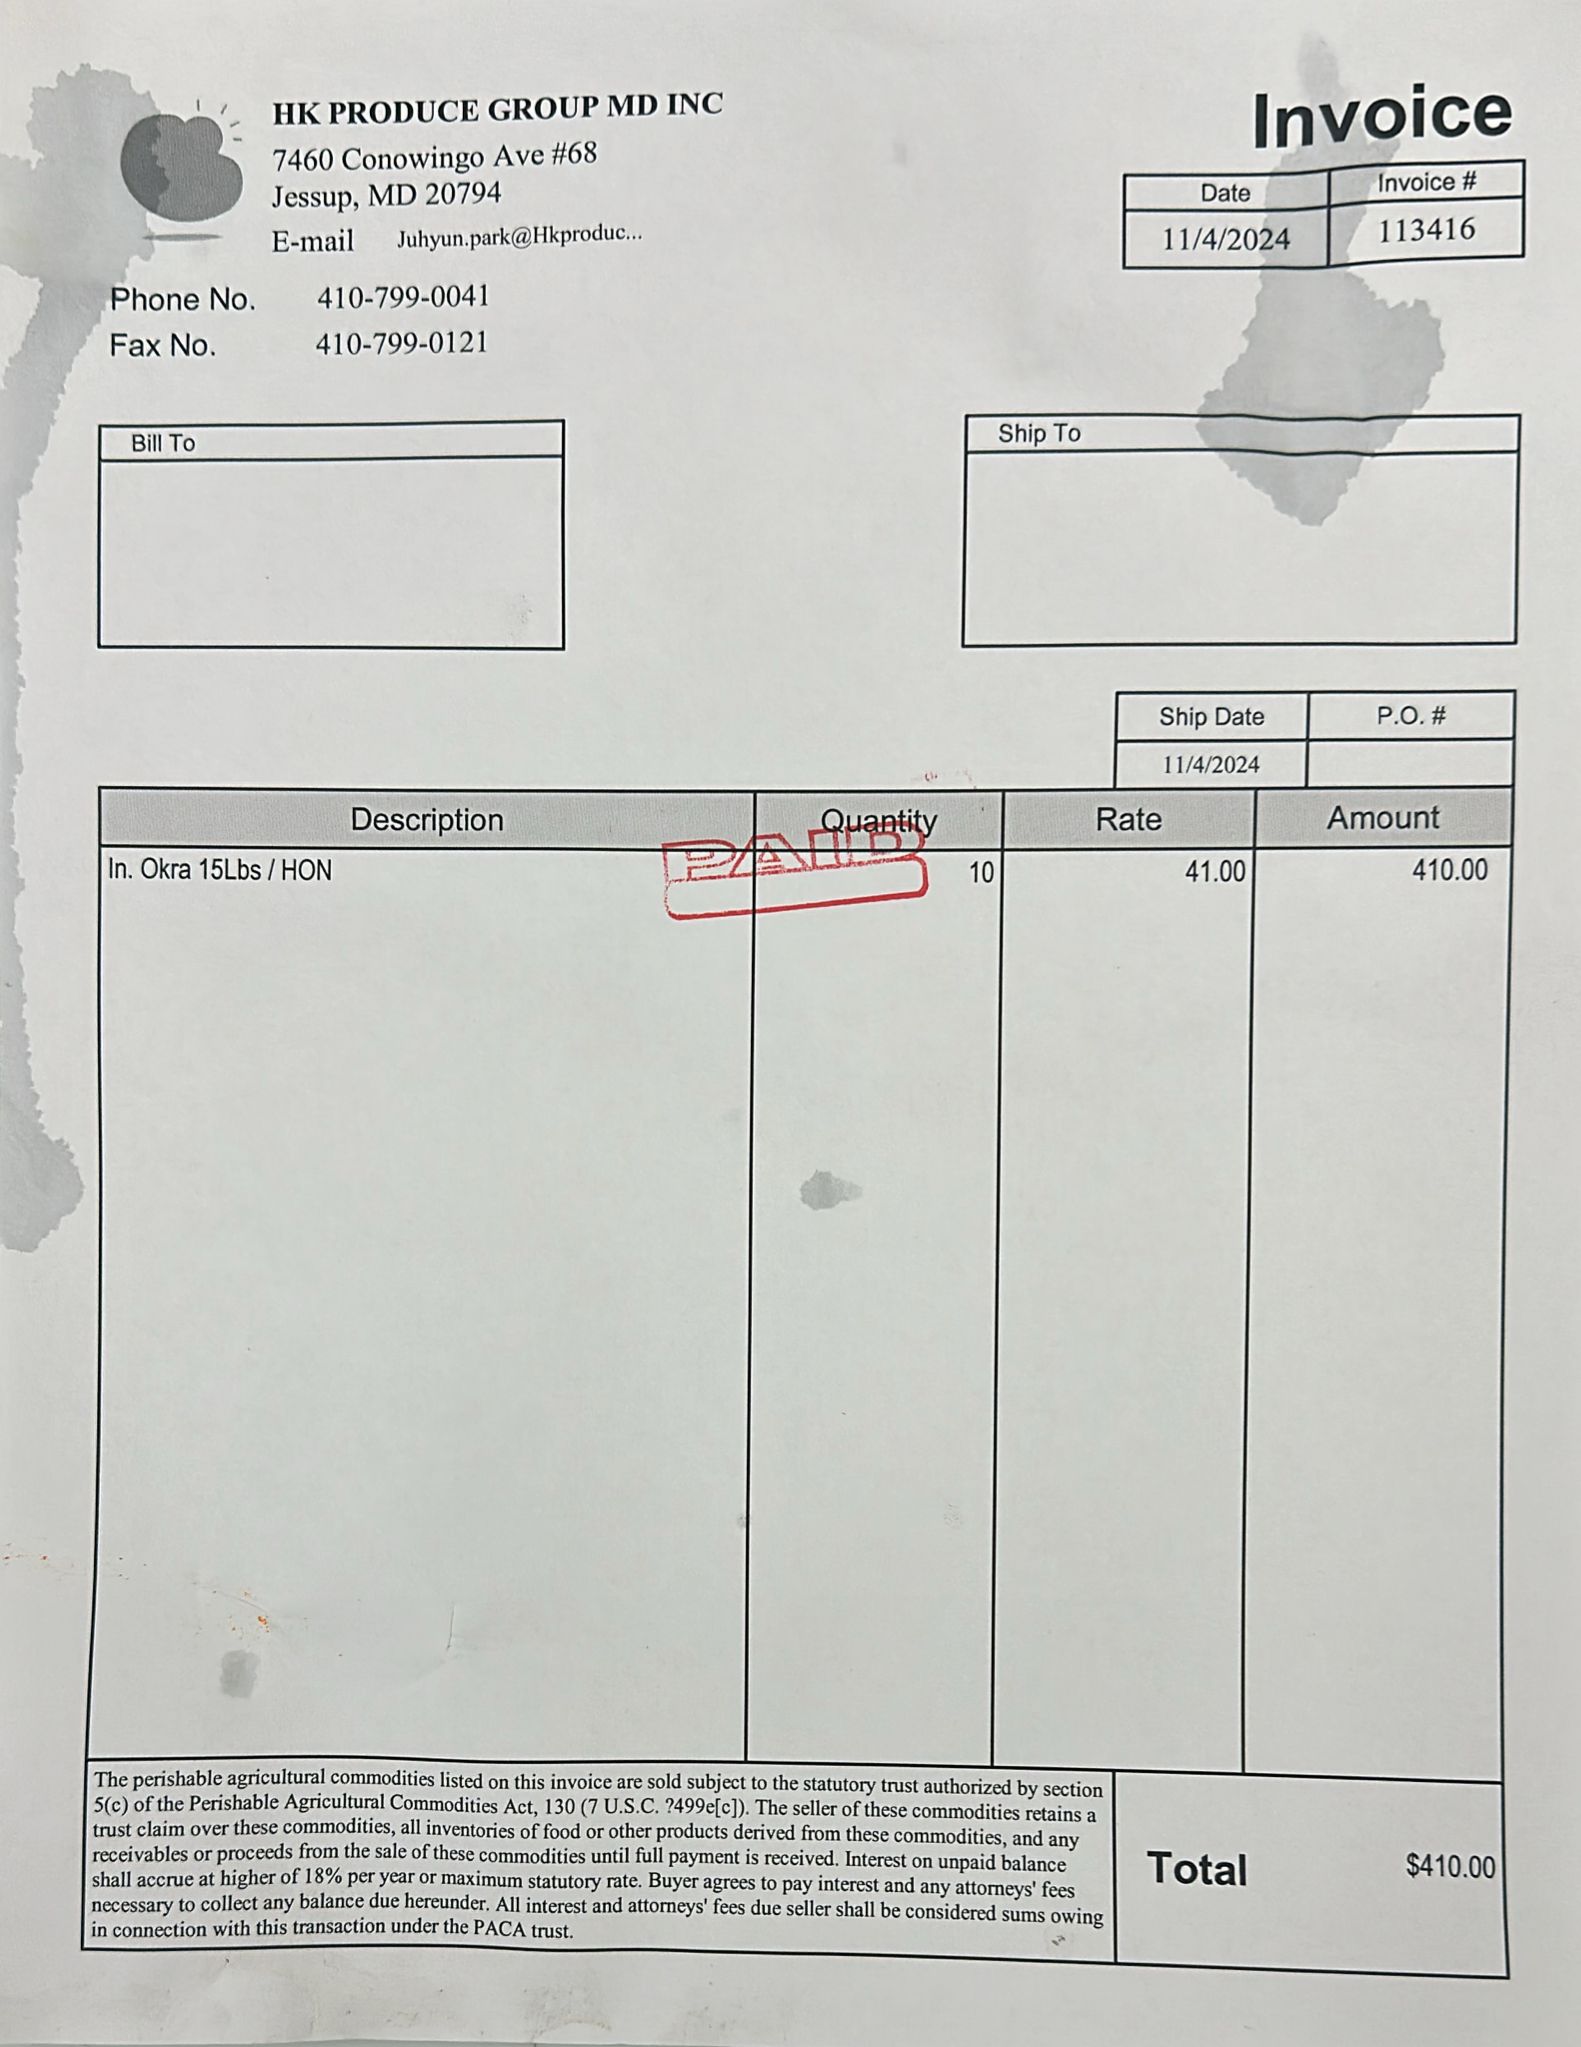 HK PRODUCE GROUP MD INC
7460 Conowingo Ave #68
Jessup, MD 20794
E-mail Juhyun.park@Hkproduc...
Phone No. 410-799-0041
Fax No. 410-799-0121
Invoice
Date Invoice #
11/4/2024 113416
Bill To
Ship To
Ship Date P.O. #
11/4/2024
Description Quantity Rate Amount
PAID
In. Okra 15Lbs / HON 10 41.00 410.00
The perishable agricultural commodities listed on this invoice are sold subject to the statutory trust authorized by section
5(c) of the Perishable Agricultural Commodities Act, 130 (7 U.S.C. ?499e[c]). The seller of these commodities retains a
trust claim over these commodities, all inventories of food or other products derived from these commodities, and any
receivables or proceeds from the sale of these commodities until full payment is received. Interest on unpaid balance
shall accrue at higher of 18% per year or maximum statutory rate. Buyer agrees to pay interest and any attorneys' fees
necessary to collect any balance due hereunder. All interest and attorneys' fees due seller shall be considered sums owing
in connection with this transaction under the PACA trust.
Total $410.00